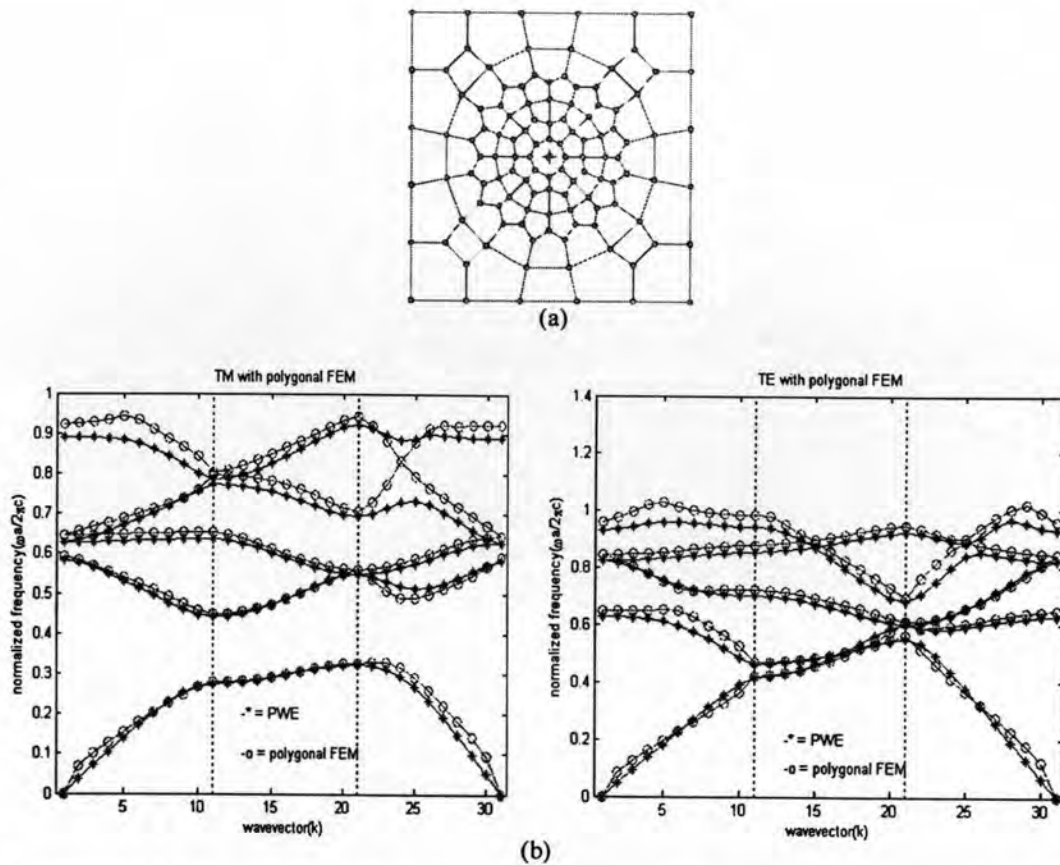 (a)
TM with polygonal FEM
normalized frequency(ωa/2πc)
1
0.9
0.8
0.7
0.6
0.5
0.4
0.3
0.2
0.1
0
-* = PWE
-o = polygonal FEM
5
10
15
20
25
30
wavevector(k)
TE with polygonal FEM
normalized frequency(ωa/2πc)
1.4
1.2
1
0.8
0.6
0.4
0.2
0
-* = PWE
-o = polygonal FEM
5
10
15
20
25
30
wavevector(k)
(b)